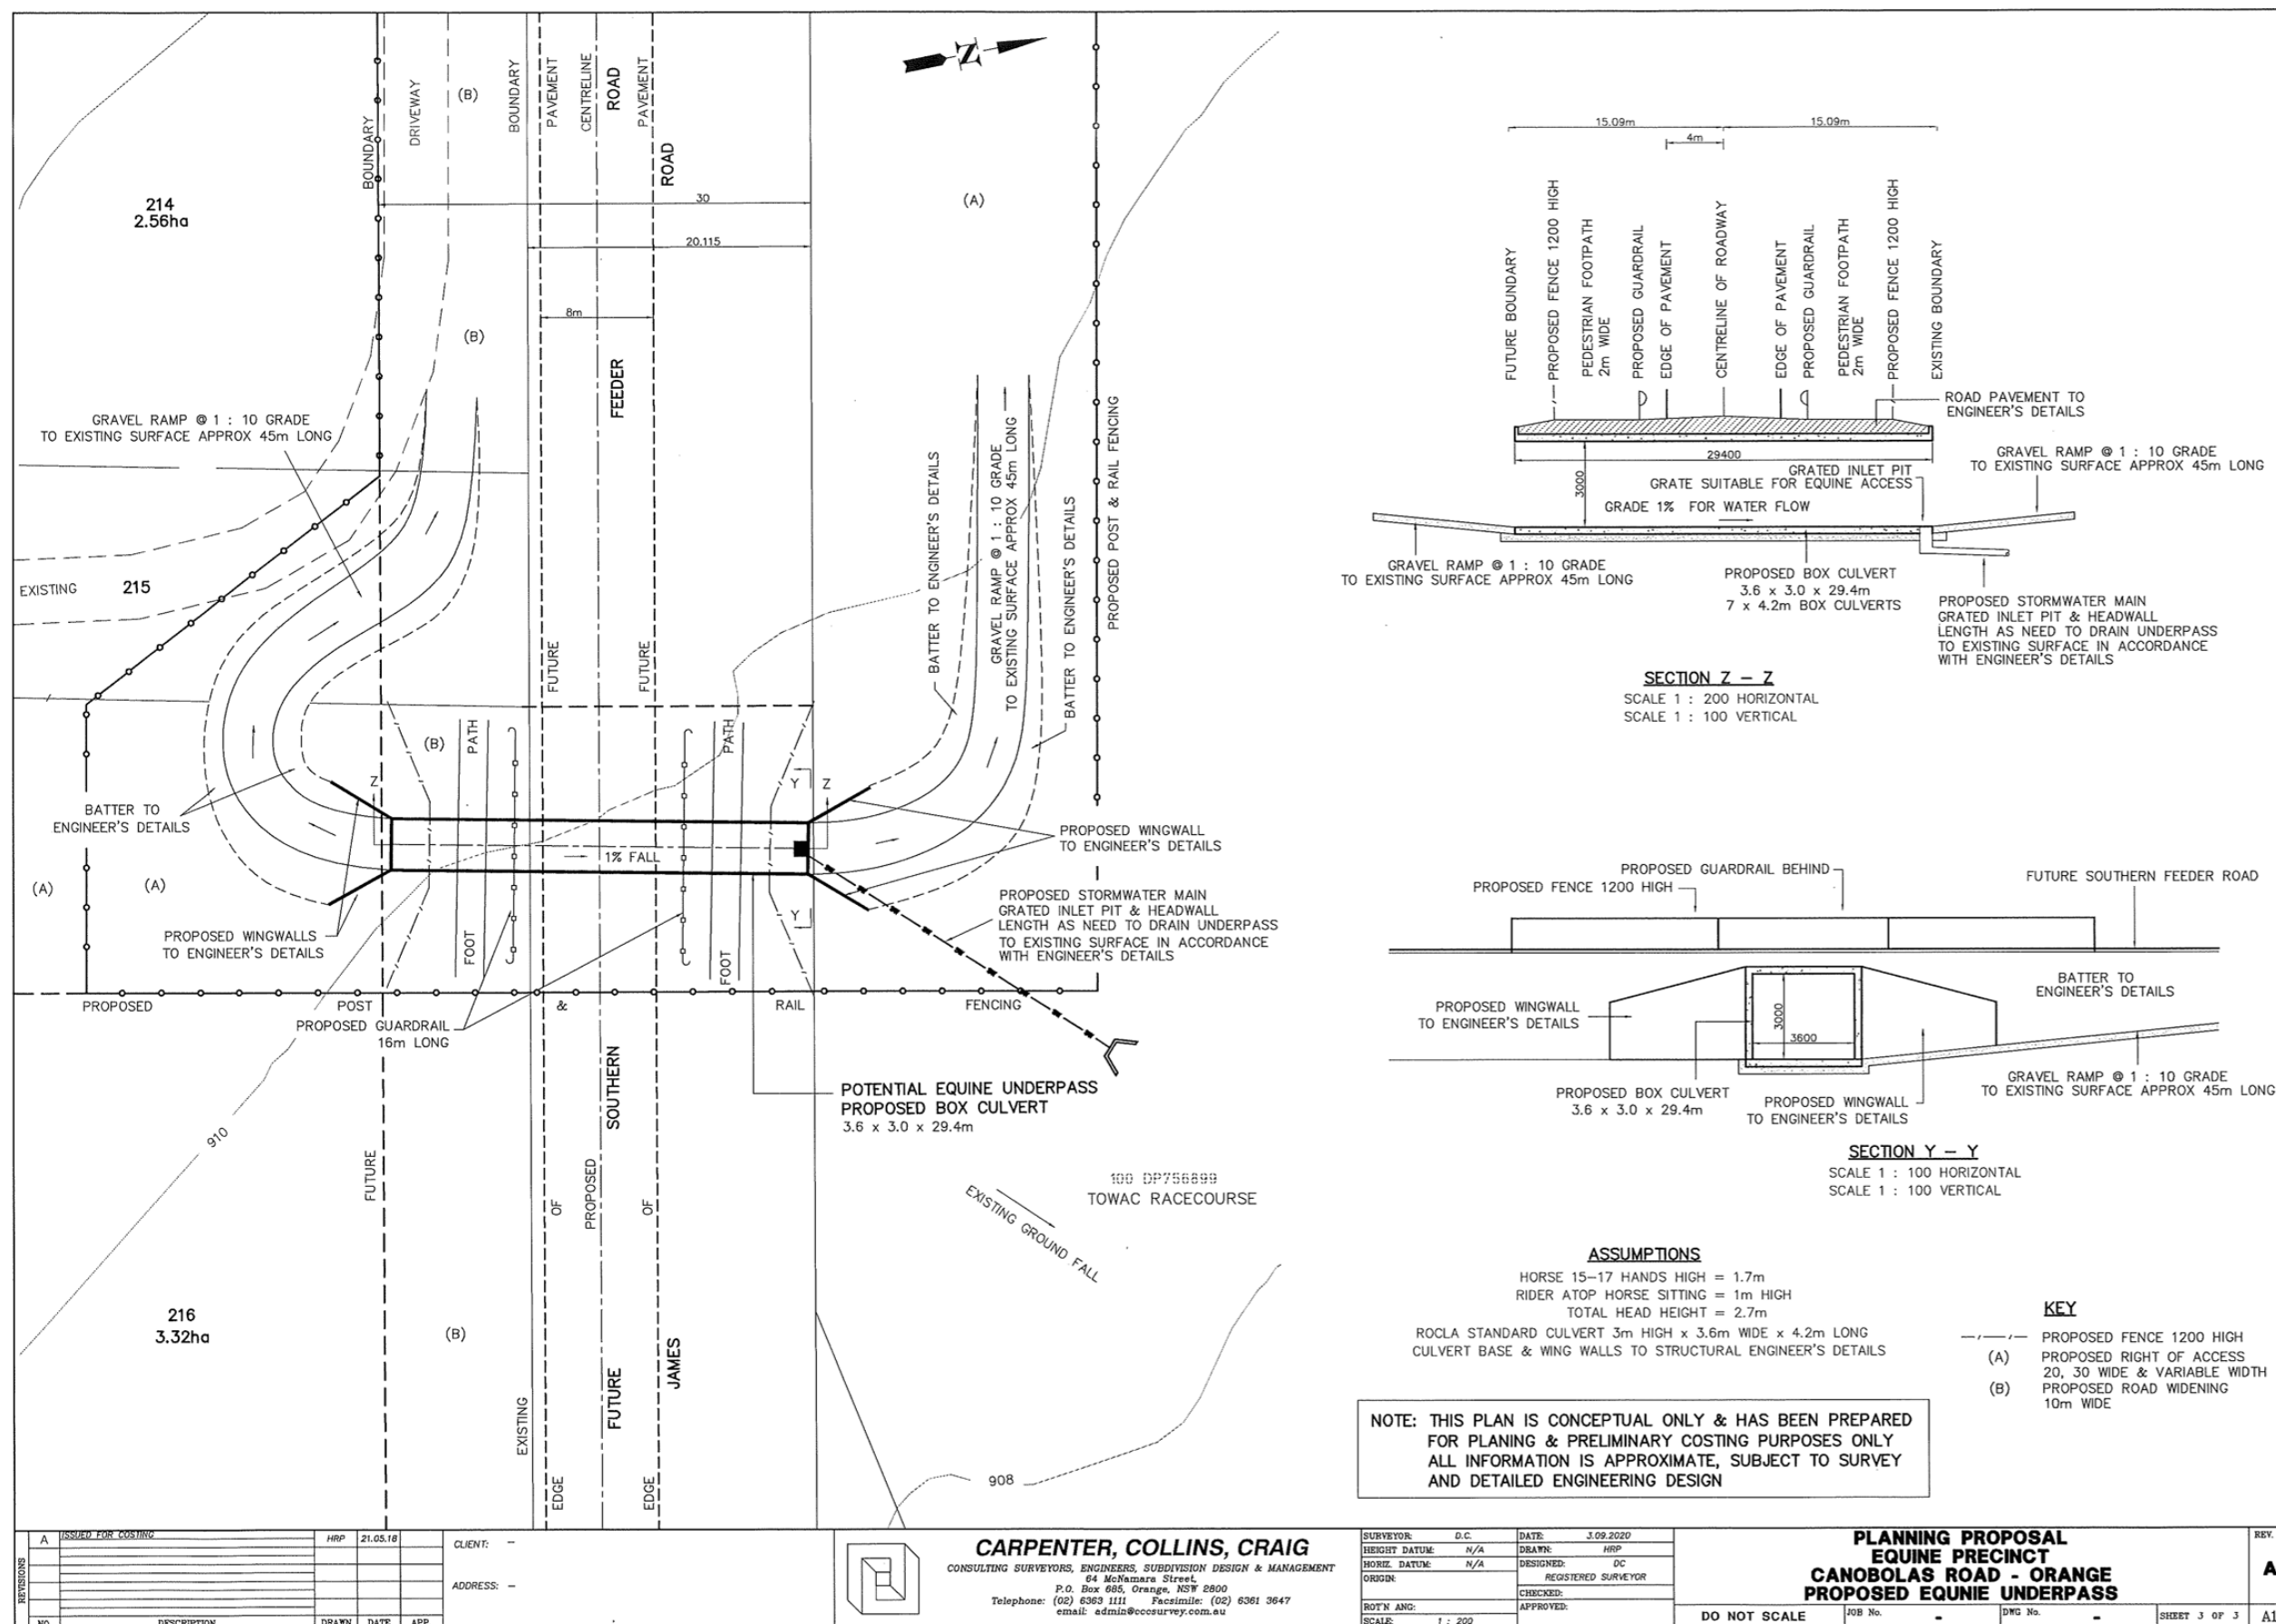 N
BOUNDARY
DRIVEWAY
(B)
BOUNDARY
PAVEMENT
CENTRELINE
ROAD
PAVEMENT
ROAD
214
2.56ha
30
(A)
20.115
(B)
8m
FEEDER
GRAVEL RAMP @ 1 : 10 GRADE
TO EXISTING SURFACE APPROX 45m LONG
BATTER TO ENGINEER'S DETAILS
GRAVEL RAMP @ 1 : 10 GRADE
TO EXISTING SURFACE APPROX 45m LONG
BATTER TO ENGINEER'S DETAILS
PROPOSED POST & RAIL FENCING
EXISTING
215
FUTURE
FUTURE
(B)
PATH
PATH
Z
Y
Z
BATTER TO
ENGINEER'S DETAILS
1% FALL
PROPOSED WINGWALL
TO ENGINEER'S DETAILS
(A)
(A)
Y
PROPOSED STORMWATER MAIN
GRATED INLET PIT & HEADWALL
LENGTH AS NEED TO DRAIN UNDERPASS
TO EXISTING SURFACE IN ACCORDANCE
WITH ENGINEER'S DETAILS
PROPOSED WINGWALLS
TO ENGINEER'S DETAILS
FOOT
FOOT
PROPOSED
POST
&
RAIL
FENCING
PROPOSED GUARDRAIL
16m LONG
SOUTHERN
POTENTIAL EQUINE UNDERPASS
PROPOSED BOX CULVERT
3.6 x 3.0 x 29.4m
910
FUTURE
OF
PROPOSED
OF
100 DP756899
TOWAC RACECOURSE
EXISTING GROUND FALL
216
3.32ha
(B)
EXISTING
EDGE
FUTURE
EDGE
JAMES
908
15.09m
15.09m
4m
FUTURE BOUNDARY
PROPOSED FENCE 1200 HIGH
PEDESTRIAN FOOTPATH
2m WIDE
PROPOSED GUARDRAIL
EDGE OF PAVEMENT
CENTRELINE OF ROADWAY
EDGE OF PAVEMENT
PROPOSED GUARDRAIL
PEDESTRIAN FOOTPATH
2m WIDE
PROPOSED FENCE 1200 HIGH
EXISTING BOUNDARY
ROAD PAVEMENT TO
ENGINEER'S DETAILS
29400
3000
GRATED INLET PIT
GRATE SUITABLE FOR EQUINE ACCESS
GRAVEL RAMP @ 1 : 10 GRADE
TO EXISTING SURFACE APPROX 45m LONG
GRADE 1% FOR WATER FLOW
GRAVEL RAMP @ 1 : 10 GRADE
TO EXISTING SURFACE APPROX 45m LONG
PROPOSED BOX CULVERT
3.6 x 3.0 x 29.4m
7 x 4.2m BOX CULVERTS
PROPOSED STORMWATER MAIN
GRATED INLET PIT & HEADWALL
LENGTH AS NEED TO DRAIN UNDERPASS
TO EXISTING SURFACE IN ACCORDANCE
WITH ENGINEER'S DETAILS
SECTION Z – Z
SCALE 1 : 200 HORIZONTAL
SCALE 1 : 100 VERTICAL
PROPOSED GUARDRAIL BEHIND
PROPOSED FENCE 1200 HIGH
FUTURE SOUTHERN FEEDER ROAD
BATTER TO
ENGINEER'S DETAILS
PROPOSED WINGWALL
TO ENGINEER'S DETAILS
3000
3600
GRAVEL RAMP @ 1 : 10 GRADE
TO EXISTING SURFACE APPROX 45m LONG
PROPOSED BOX CULVERT
3.6 x 3.0 x 29.4m
PROPOSED WINGWALL
TO ENGINEER'S DETAILS
SECTION Y – Y
SCALE 1 : 100 HORIZONTAL
SCALE 1 : 100 VERTICAL
ASSUMPTIONS
HORSE 15–17 HANDS HIGH = 1.7m
RIDER ATOP HORSE SITTING = 1m HIGH
TOTAL HEAD HEIGHT = 2.7m
ROCLA STANDARD CULVERT 3m HIGH x 3.6m WIDE x 4.2m LONG
CULVERT BASE & WING WALLS TO STRUCTURAL ENGINEER'S DETAILS
KEY
PROPOSED FENCE 1200 HIGH
(A) PROPOSED RIGHT OF ACCESS
20, 30 WIDE & VARIABLE WIDTH
(B) PROPOSED ROAD WIDENING
10m WIDE
NOTE: THIS PLAN IS CONCEPTUAL ONLY & HAS BEEN PREPARED
FOR PLANING & PRELIMINARY COSTING PURPOSES ONLY
ALL INFORMATION IS APPROXIMATE, SUBJECT TO SURVEY
AND DETAILED ENGINEERING DESIGN
REVISIONS
A ISSUED FOR COSTING HRP 21.05.18
NO. DESCRIPTION DRAWN DATE APP.
CLIENT: –
ADDRESS: –
CARPENTER, COLLINS, CRAIG
CONSULTING SURVEYORS, ENGINEERS, SUBDIVISION DESIGN & MANAGEMENT
64 McNamara Street,
P.O. Box 685, Orange, NSW 2800
Telephone: (02) 6363 1111 Facsimile: (02) 6361 3647
email: admin@cccsurvey.com.au
SURVEYOR: D.C.
HEIGHT DATUM: N/A
HORIZ. DATUM: N/A
ORIGIN:
ROT'N ANG:
SCALE: 1 : 200
DATE: 3.09.2020
DRAWN: HRP
DESIGNED: DC
REGISTERED SURVEYOR
CHECKED:
APPROVED:
PLANNING PROPOSAL
EQUINE PRECINCT
CANOBOLAS ROAD - ORANGE
PROPOSED EQUNIE UNDERPASS
DO NOT SCALE
JOB No. -
DWG No. -
SHEET 3 OF 3
REV.
A